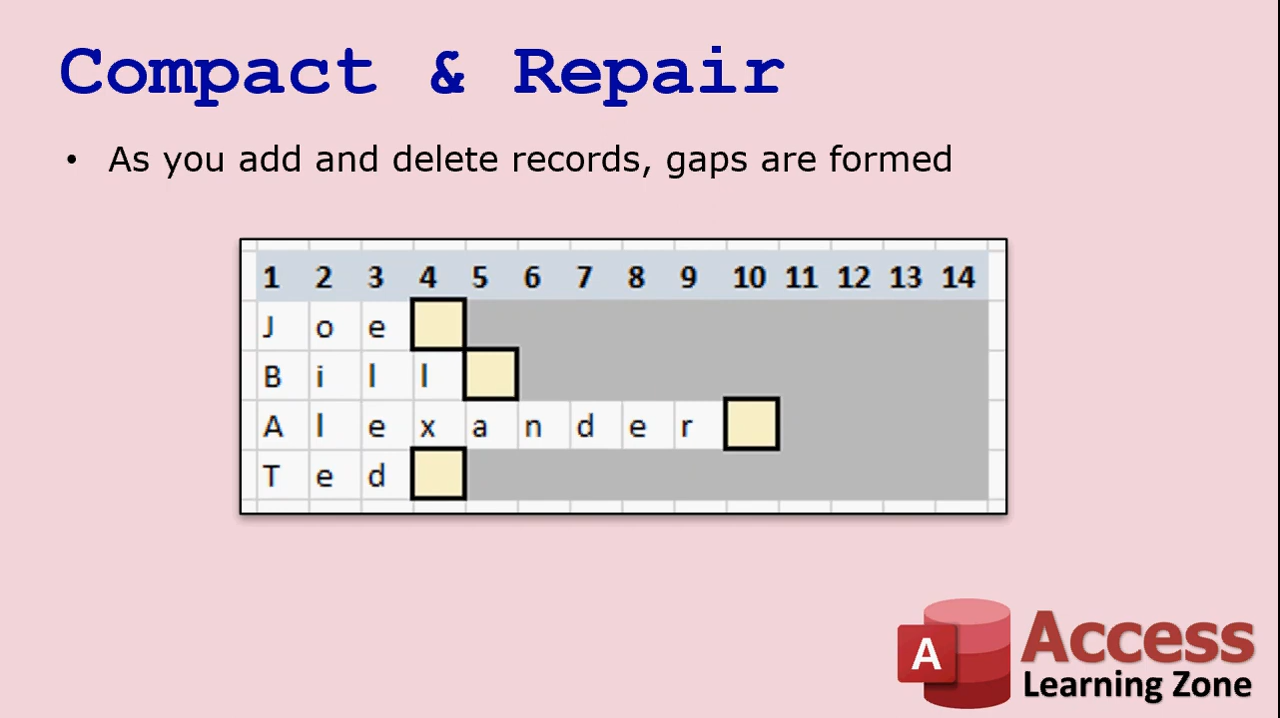 Compact & Repair
• As you add and delete records, gaps are formed
1 2 3 4 5 6 7 8 9 10 11 12 13 14
J o e
B i l l
A l e x a n d e r
T e d
A Access
Learning Zone